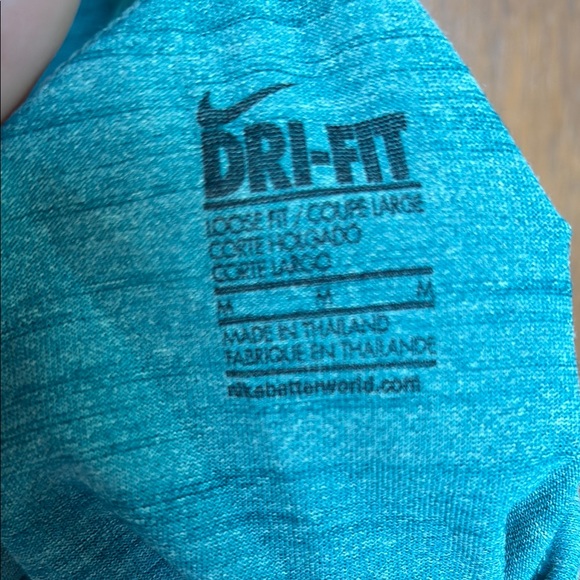 DRI-FIT
LOOSE FIT / COUPE LARGE
CORTE HOLGADO
CORTE LARGO
M M M
MADE IN THAILAND
FABRIQUE EN THAILANDE
nikebetterworld.com